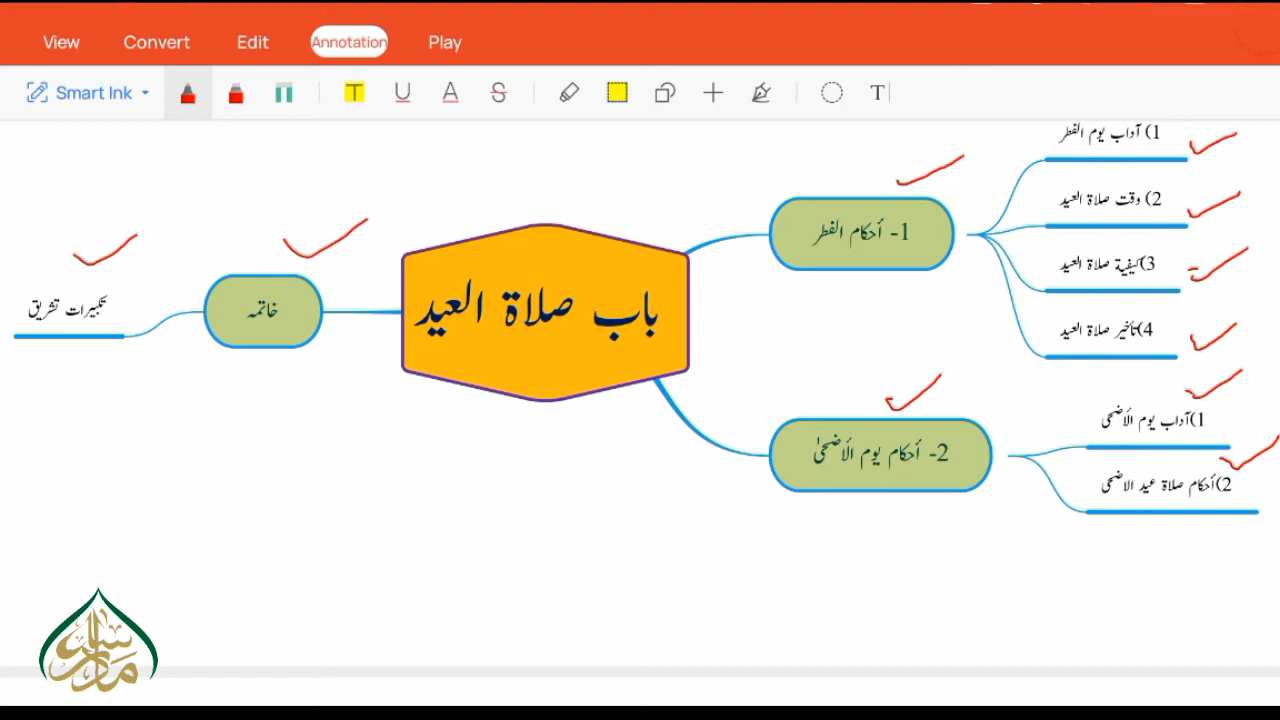 View Convert Edit Annotation Play
Smart Ink T U A S T
باب صلاة العيد
1- أحكام الفطر
1) آداب يوم الفطر
2) وقت صلاة العيد
3)كيفية صلاة العيد
4)تأخير صلاة العيد
2- أحكام يوم الأضحىٰ
1)آداب يوم الأضحى
2)أحكام صلاة عيد الاضحى
خاتمہ
تكبيرات تشريق